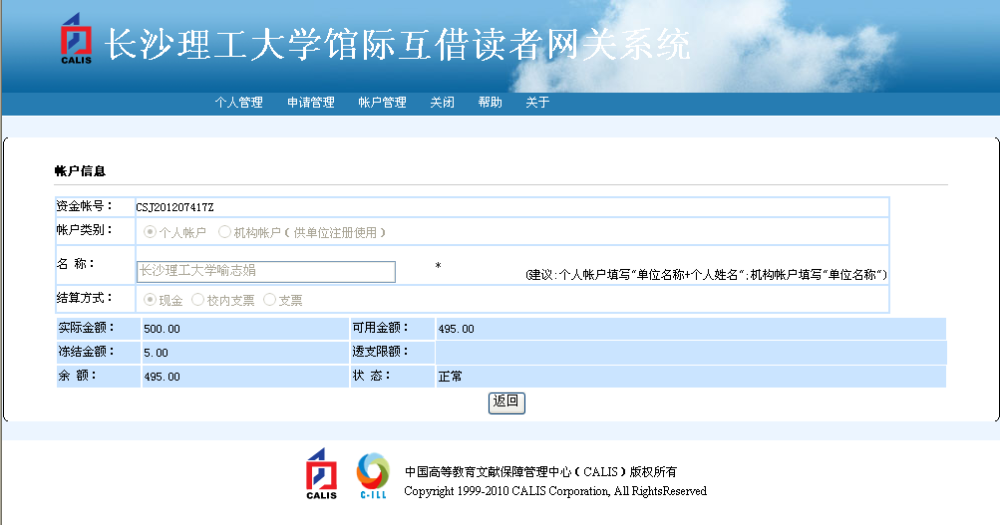 CALIS
长沙理工大学馆际互借读者网关系统
个人管理 申请管理 帐户管理 关闭 帮助 关于
帐户信息
资金帐号： CSJ201207417Z
帐户类别： 个人帐户 机构帐户（供单位注册使用）
名 称： 长沙理工大学喻志娟 * (建议:个人帐户填写"单位名称+个人姓名";机构帐户填写"单位名称")
结算方式： 现金 校内支票 支票
实际金额： 500.00 可用金额： 495.00
冻结金额： 5.00 透支限额：
余 额： 495.00 状 态： 正常
返回
CALIS C-ILL
中国高等教育文献保障管理中心（CALIS）版权所有
Copyright 1999-2010 CALIS Corporation, All RightsReserved